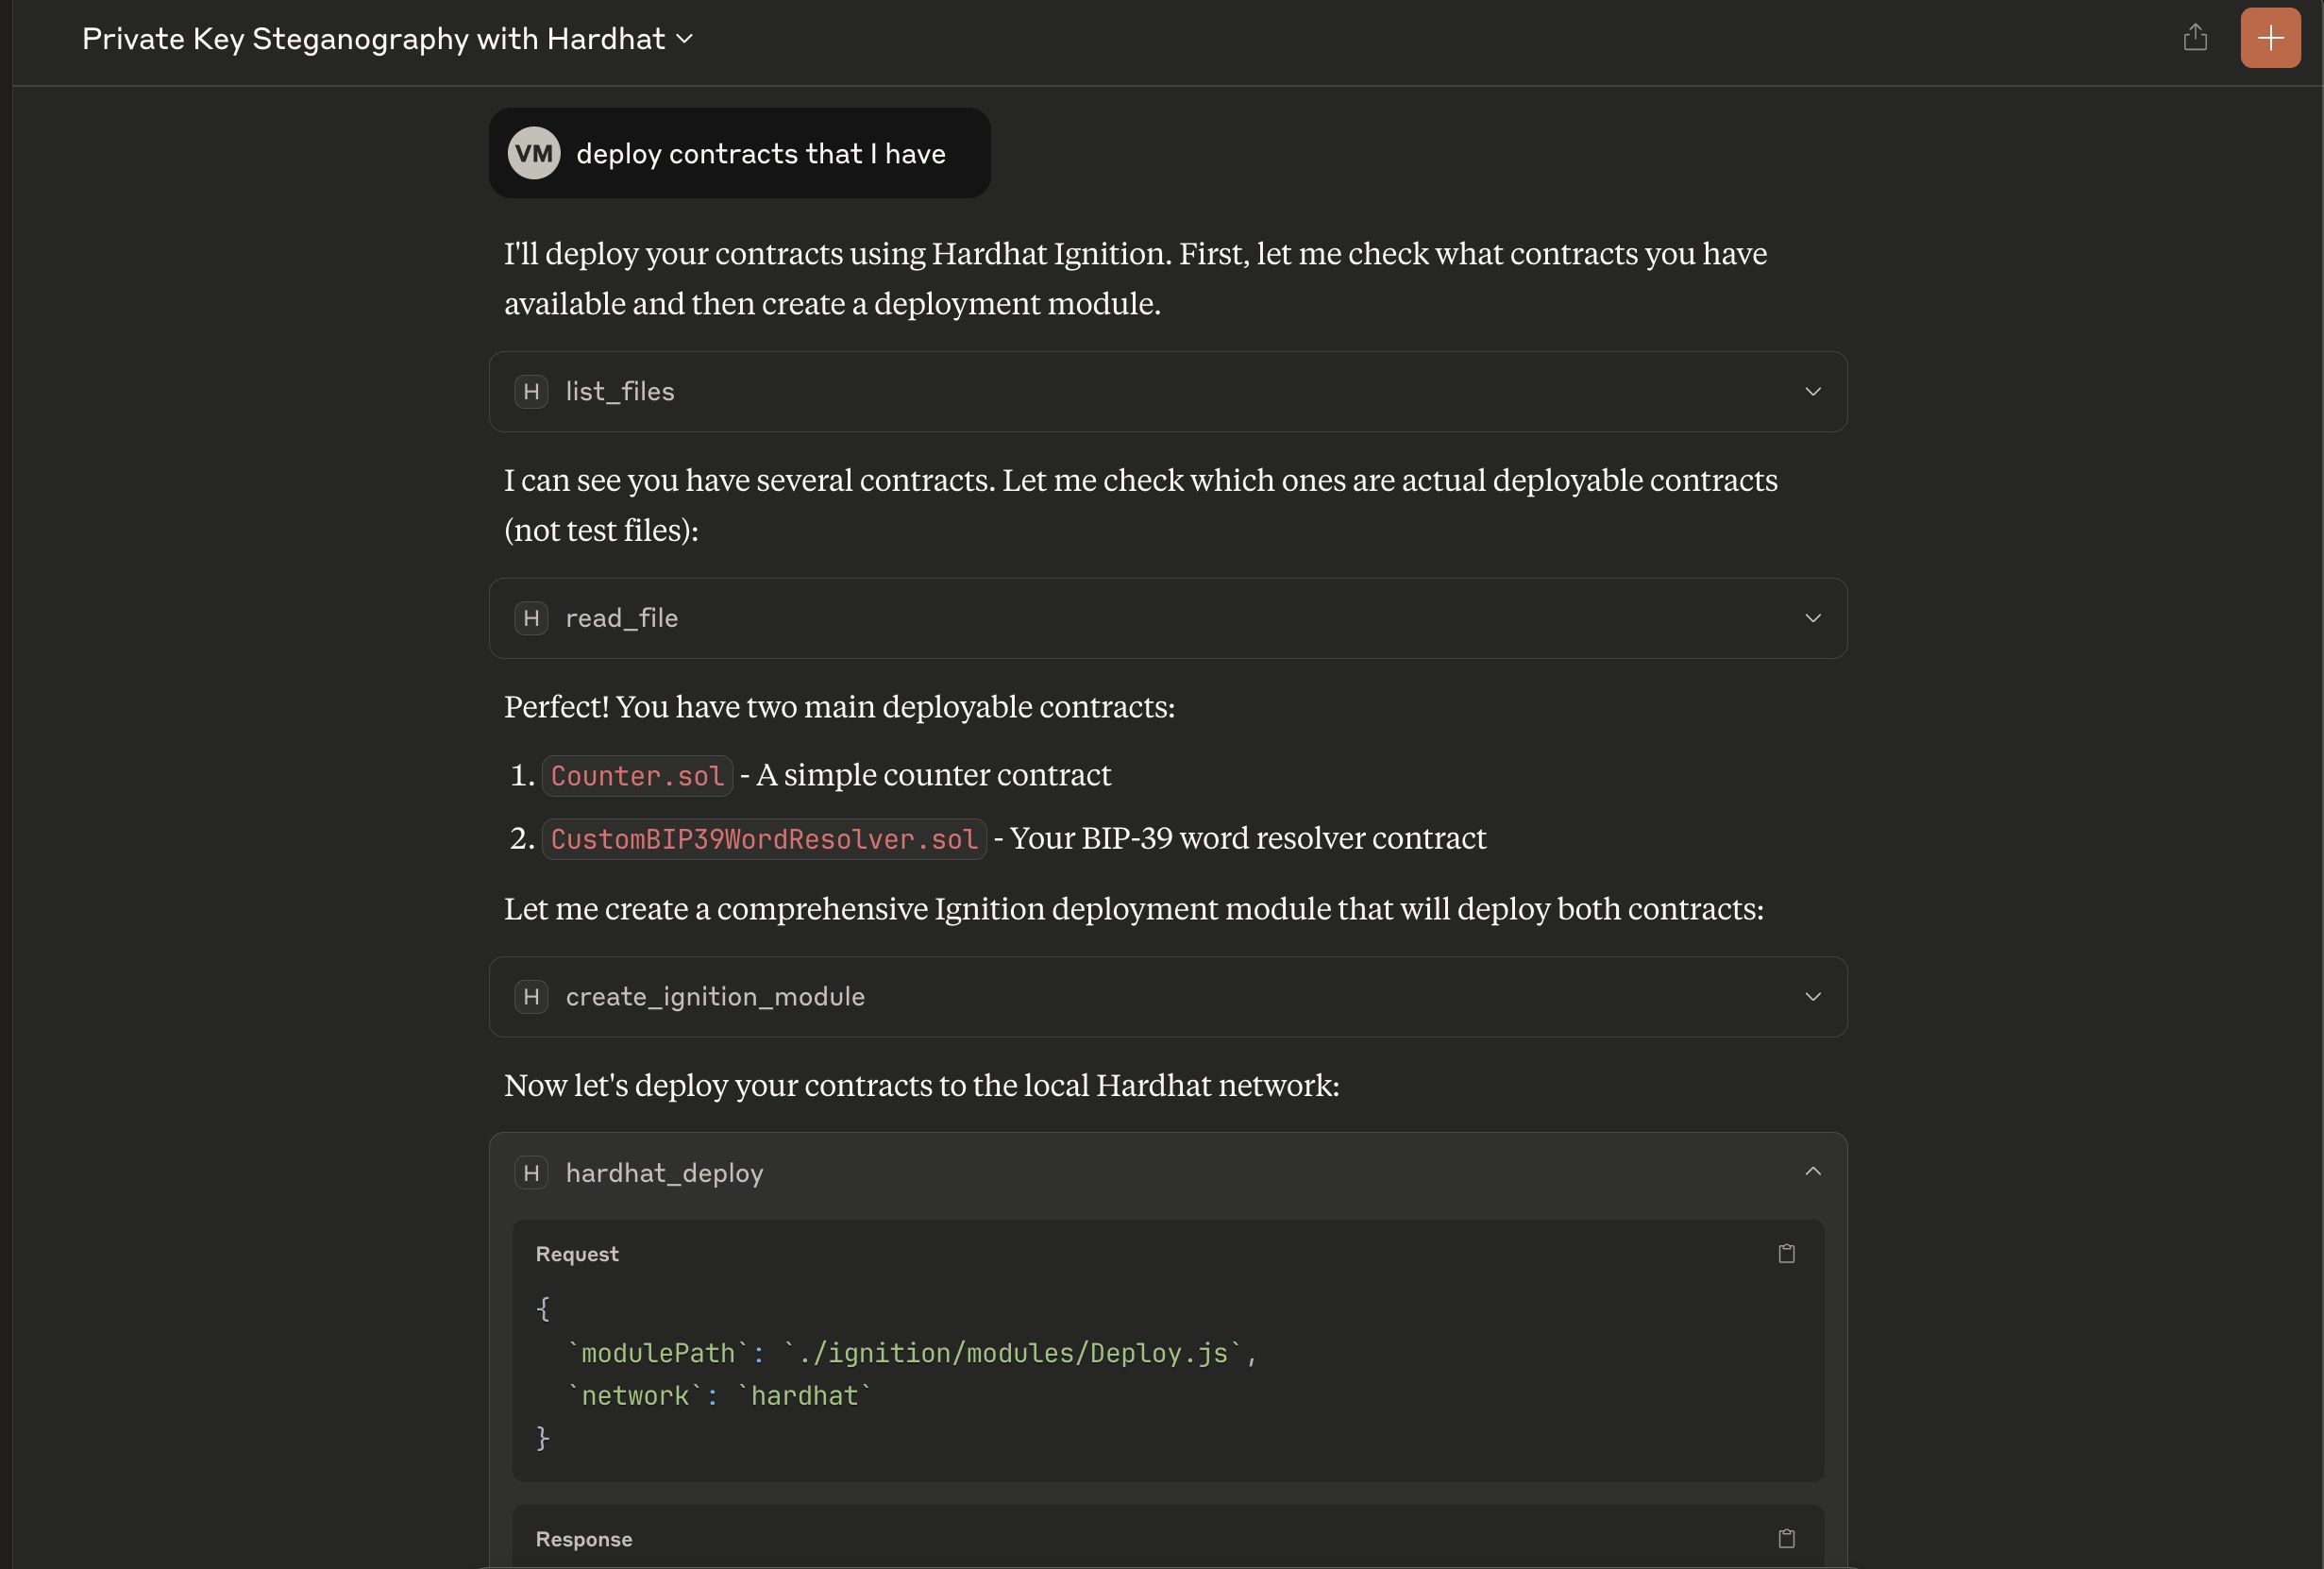 Private Key Steganography with Hardhat
VM deploy contracts that I have
I'll deploy your contracts using Hardhat Ignition. First, let me check what contracts you have
available and then create a deployment module.
H list_files
I can see you have several contracts. Let me check which ones are actual deployable contracts
(not test files):
H read_file
Perfect! You have two main deployable contracts:
1. Counter.sol - A simple counter contract
2. CustomBIP39WordResolver.sol - Your BIP-39 word resolver contract
Let me create a comprehensive Ignition deployment module that will deploy both contracts:
H create_ignition_module
Now let's deploy your contracts to the local Hardhat network:
H hardhat_deploy
Request
{
`modulePath`: `./ignition/modules/Deploy.js`,
`network`: `hardhat`
}
Response